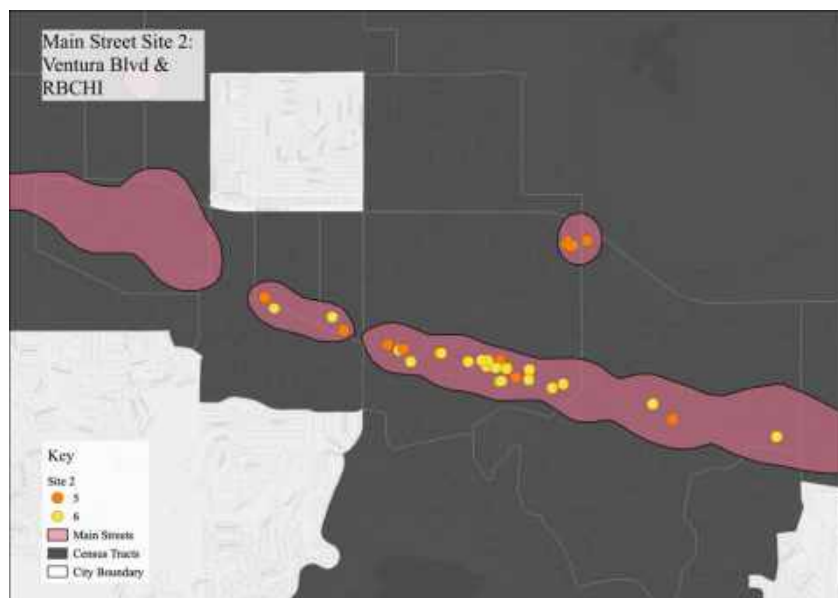 Main Street Site 2:
Ventura Blvd &
RBCHI
Key
Site 2
5
6
Main Streets
Census Tracts
City Boundary